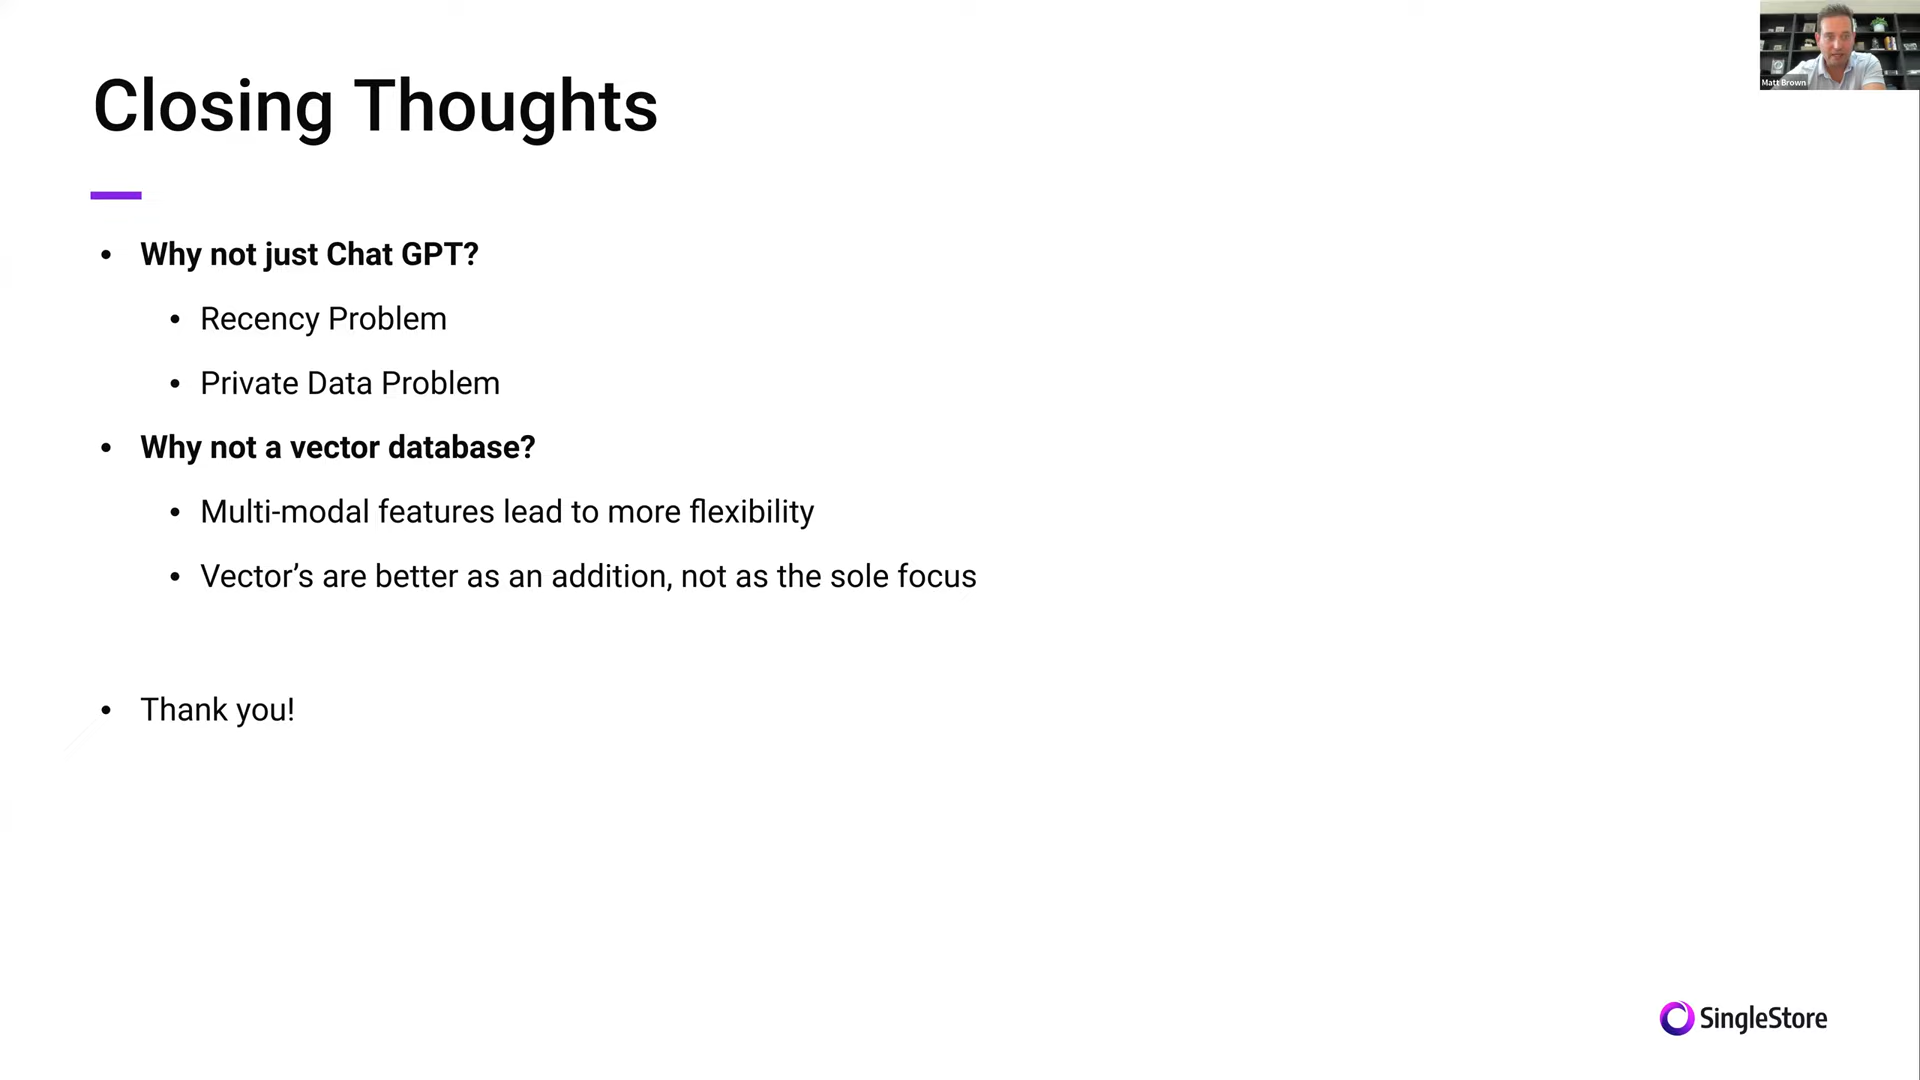 Closing Thoughts
Matt Brown
• Why not just Chat GPT?
• Recency Problem
• Private Data Problem
• Why not a vector database?
• Multi-modal features lead to more flexibility
• Vector’s are better as an addition, not as the sole focus
• Thank you!
SingleStore